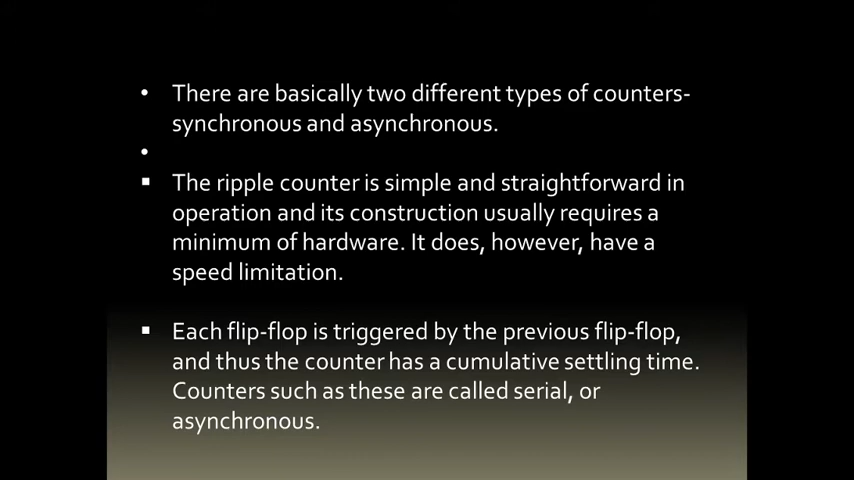 • There are basically two different types of counters-
synchronous and asynchronous.
•
▪ The ripple counter is simple and straightforward in
operation and its construction usually requires a
minimum of hardware. It does, however, have a
speed limitation.
▪ Each flip-flop is triggered by the previous flip-flop,
and thus the counter has a cumulative settling time.
Counters such as these are called serial, or
asynchronous.